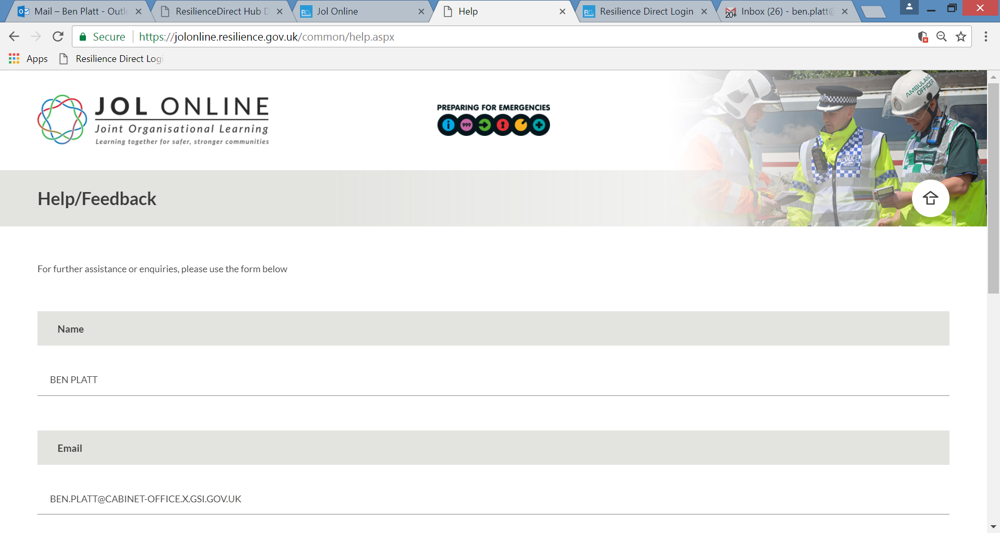 Mail – Ben Platt - Outl
ResilienceDirect Hub D
Jol Online
Help
Resilience Direct Login
Inbox (26) - ben.platt@
20+
Secure
https://jolonline.resilience.gov.uk/common/help.aspx
Apps
Resilience Direct Logi
JOL ONLINE
Joint Organisational Learning
Learning together for safer, stronger communities
PREPARING FOR EMERGENCIES
999
AMBULANCE
OFFICER
POLICE
Help/Feedback
For further assistance or enquiries, please use the form below
Name
BEN PLATT
Email
BEN.PLATT@CABINET-OFFICE.X.GSI.GOV.UK